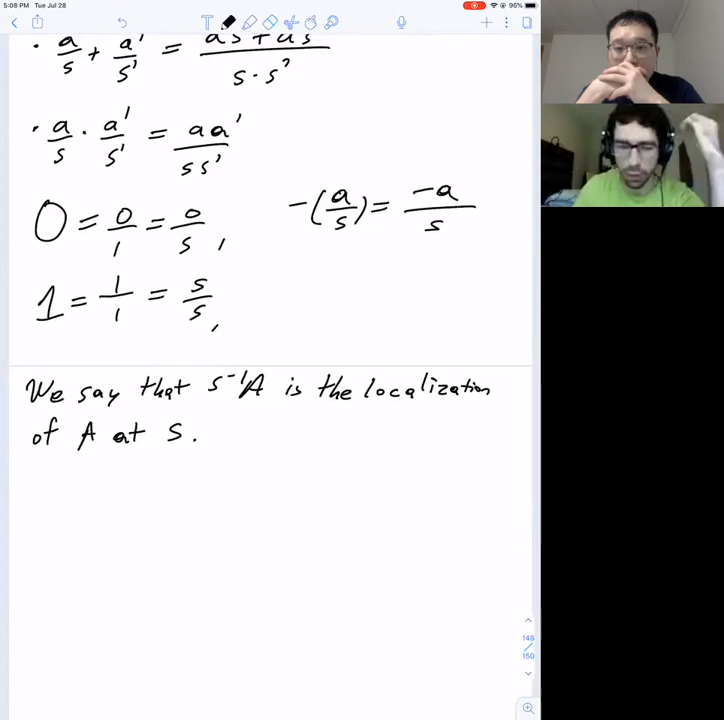 5:08 PM Tue Jul 28
96%
· a/s + a'/s' = as'+a's / s·s'
· a/s · a'/s' = aa'/ss'
0 = 0/1 = 0/s,
-(a/s) = -a/s
1 = 1/1 = s/s,
We say that S⁻¹A is the localization
of A at S.
148
/
150